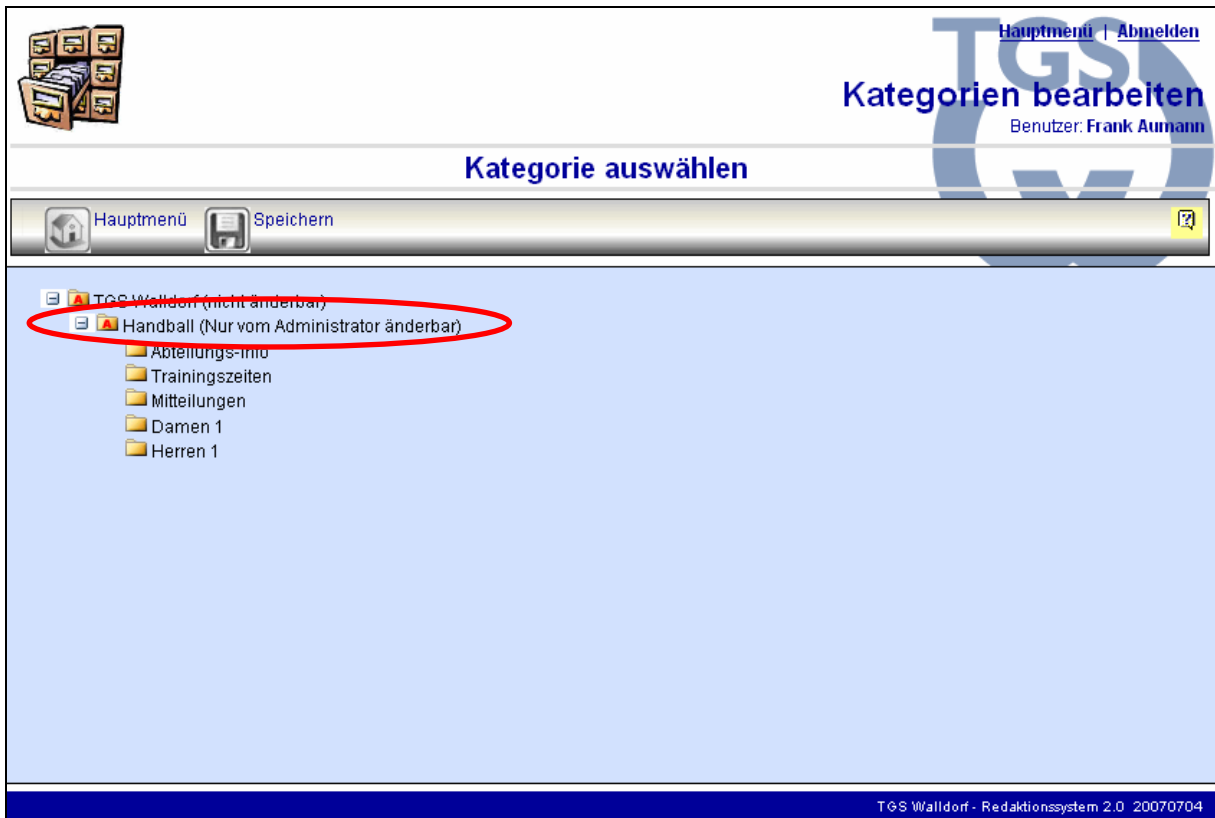 TGS
Hauptmenü | Abmelden
Kategorien bearbeiten
Benutzer: Frank Aumann
Kategorie auswählen
Hauptmenü Speichern
TGS Walldorf (nicht änderbar)
A Handball (Nur vom Administrator änderbar)
Abteilungs-Info
Trainingszeiten
Mitteilungen
Damen 1
Herren 1
TGS Walldorf - Redaktionssystem 2.0 20070704